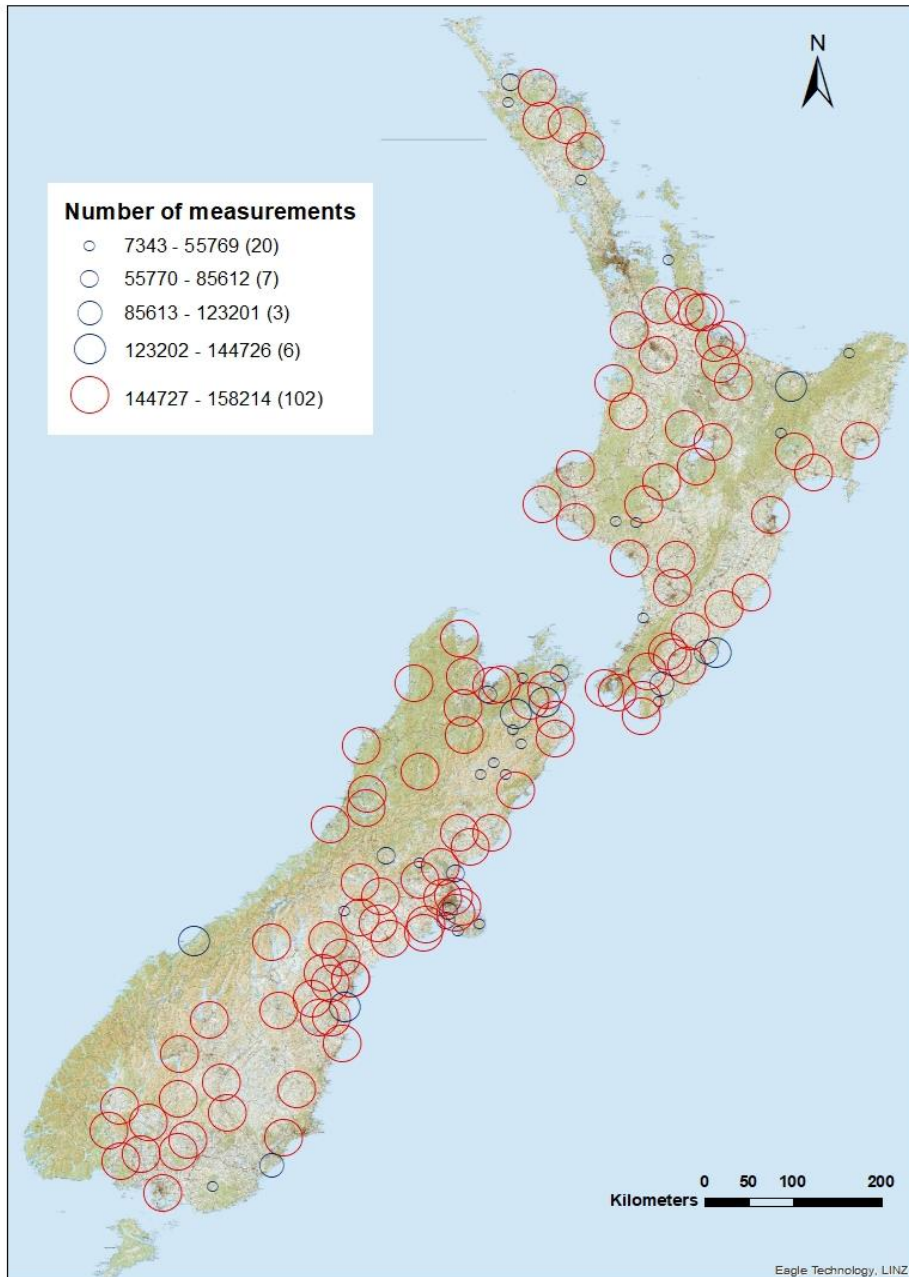 N
Number of measurements
7343 - 55769 (20)
55770 - 85612 (7)
85613 - 123201 (3)
123202 - 144726 (6)
144727 - 158214 (102)
0 50 100 200
Kilometers
Eagle Technology, LINZ